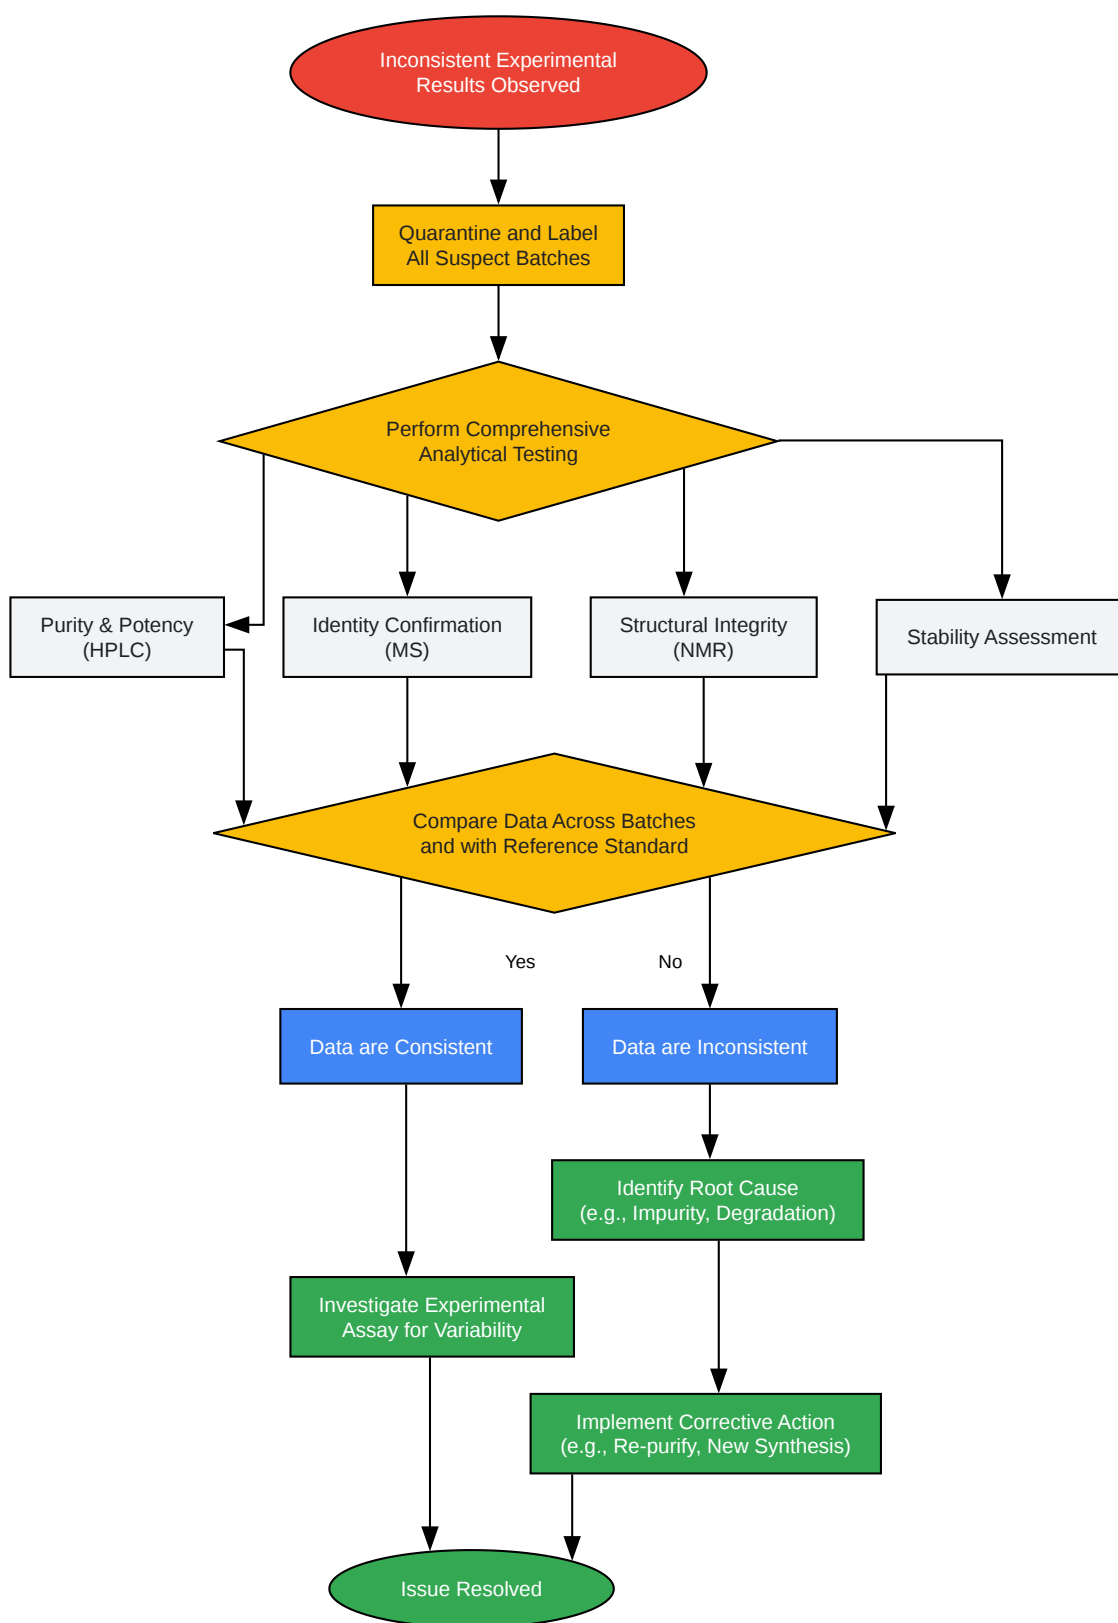 Inconsistent Experimental
Results Observed
Quarantine and Label
All Suspect Batches
Perform Comprehensive
Analytical Testing
Purity & Potency
(HPLC)
Identity Confirmation
(MS)
Structural Integrity
(NMR)
Stability Assessment
Compare Data Across Batches
and with Reference Standard
Yes
No
Data are Consistent
Data are Inconsistent
Identify Root Cause
(e.g., Impurity, Degradation)
Investigate Experimental
Assay for Variability
Implement Corrective Action
(e.g., Re-purify, New Synthesis)
Issue Resolved